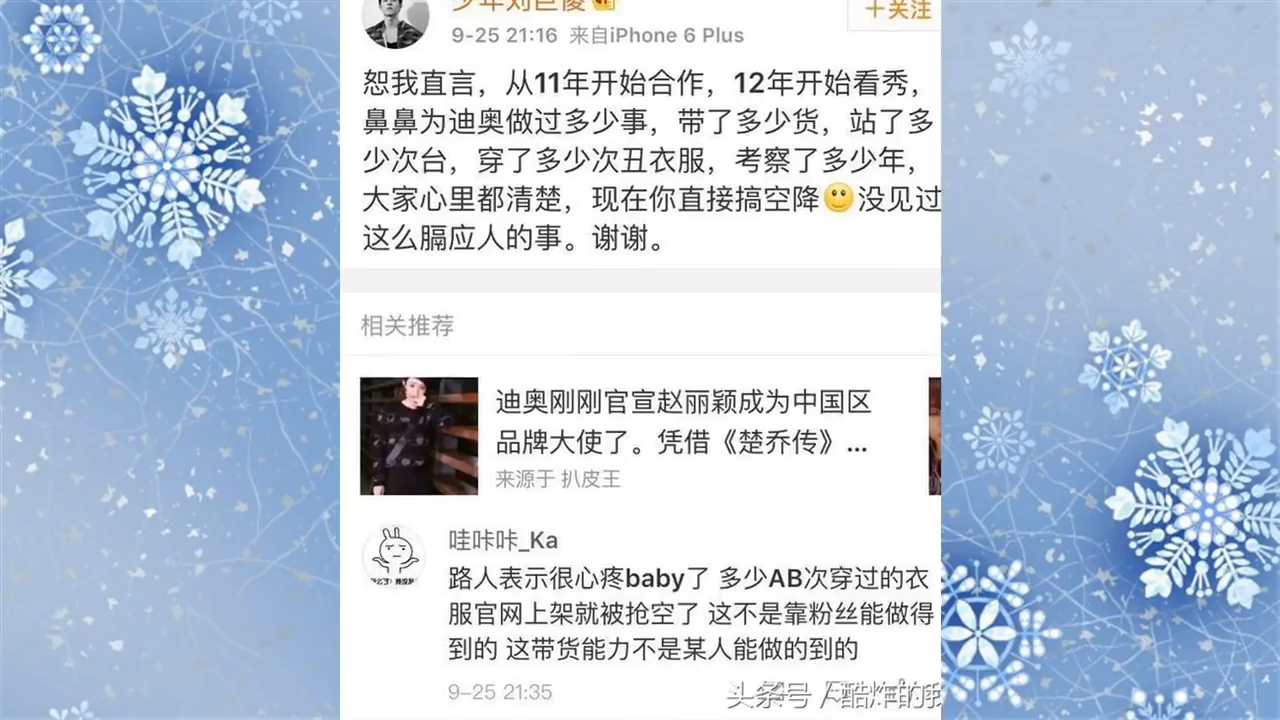 少年刘巨傻
+关注
9-25 21:16 来自iPhone 6 Plus
恕我直言，从11年开始合作，12年开始看秀，
鼻鼻为迪奥做过多少事，带了多少货，站了多
少次台，穿了多少次丑衣服，考察了多少年，
大家心里都清楚，现在你直接搞空降🙂没见过
这么膈应人的事。谢谢。
相关推荐
迪奥刚刚官宣赵丽颖成为中国区
品牌大使了。凭借《楚乔传》...
来源于 扒皮王
哇咔咔_Ka
路人表示很心疼baby了 多少AB次穿过的衣
服官网上架就被抢空了 这不是靠粉丝能做得
到的 这带货能力不是某人能做的到的
9-25 21:35
头条号 / 酷炸的我